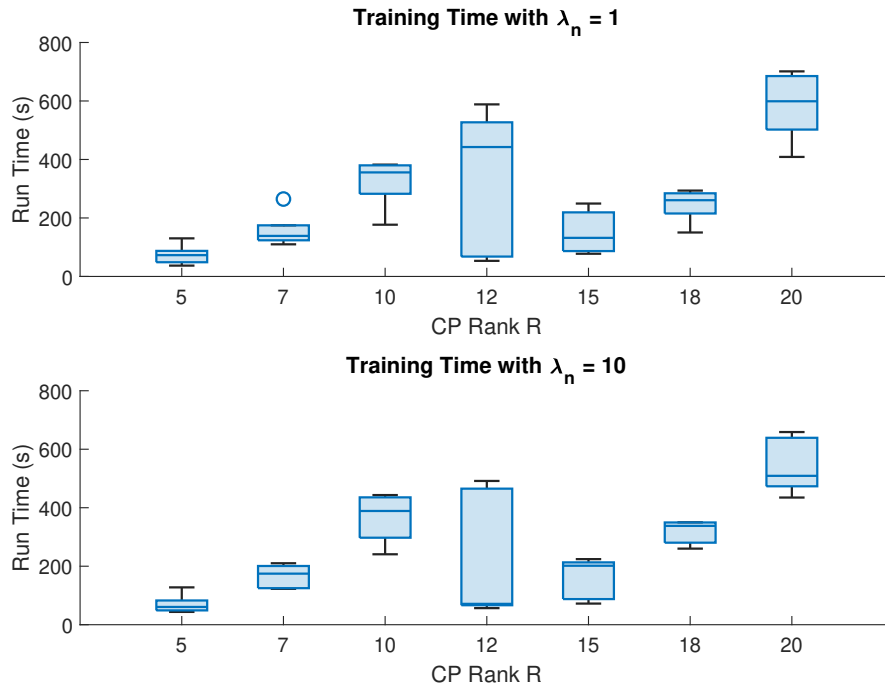 Training Time with λn = 1
Run Time (s)
800
600
400
200
0
5 7 10 12 15 18 20
CP Rank R
Training Time with λn = 10
Run Time (s)
800
600
400
200
0
5 7 10 12 15 18 20
CP Rank R